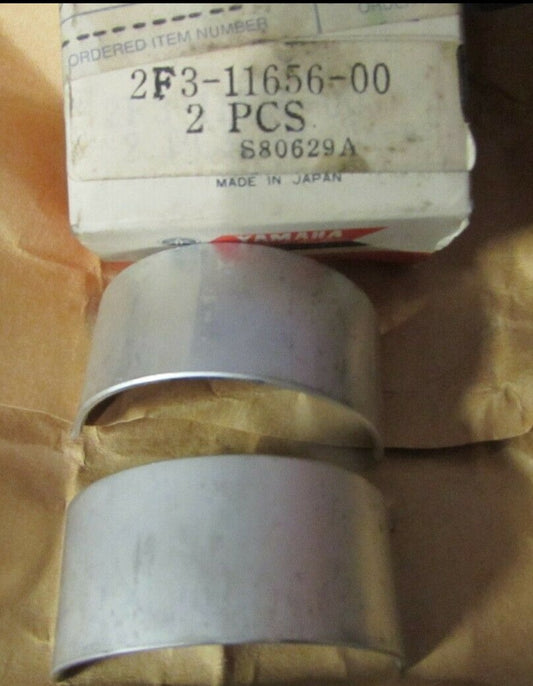 ORDERED ITEM NUMBER
2F3-11656-00
2 PCS
S80629A
MADE IN JAPAN
YAMAHA